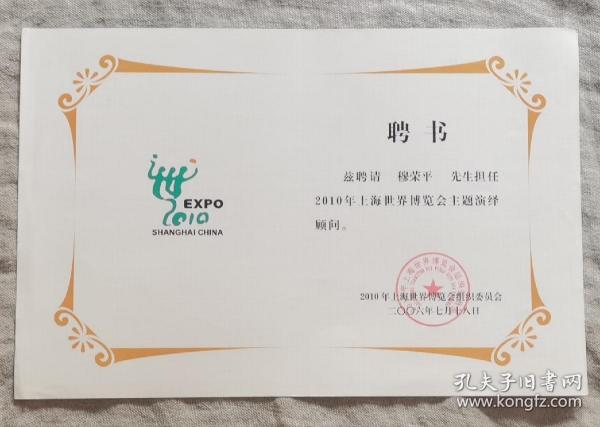 EXPO
2010
SHANGHAI CHINA
聘书
兹聘请 穆荣平 先生担任
2010年上海世界博览会主题演绎
顾问。
2010年上海世界博览会组织委员会
二〇〇六年七月十八日
孔夫子旧书网
www.kongfz.com